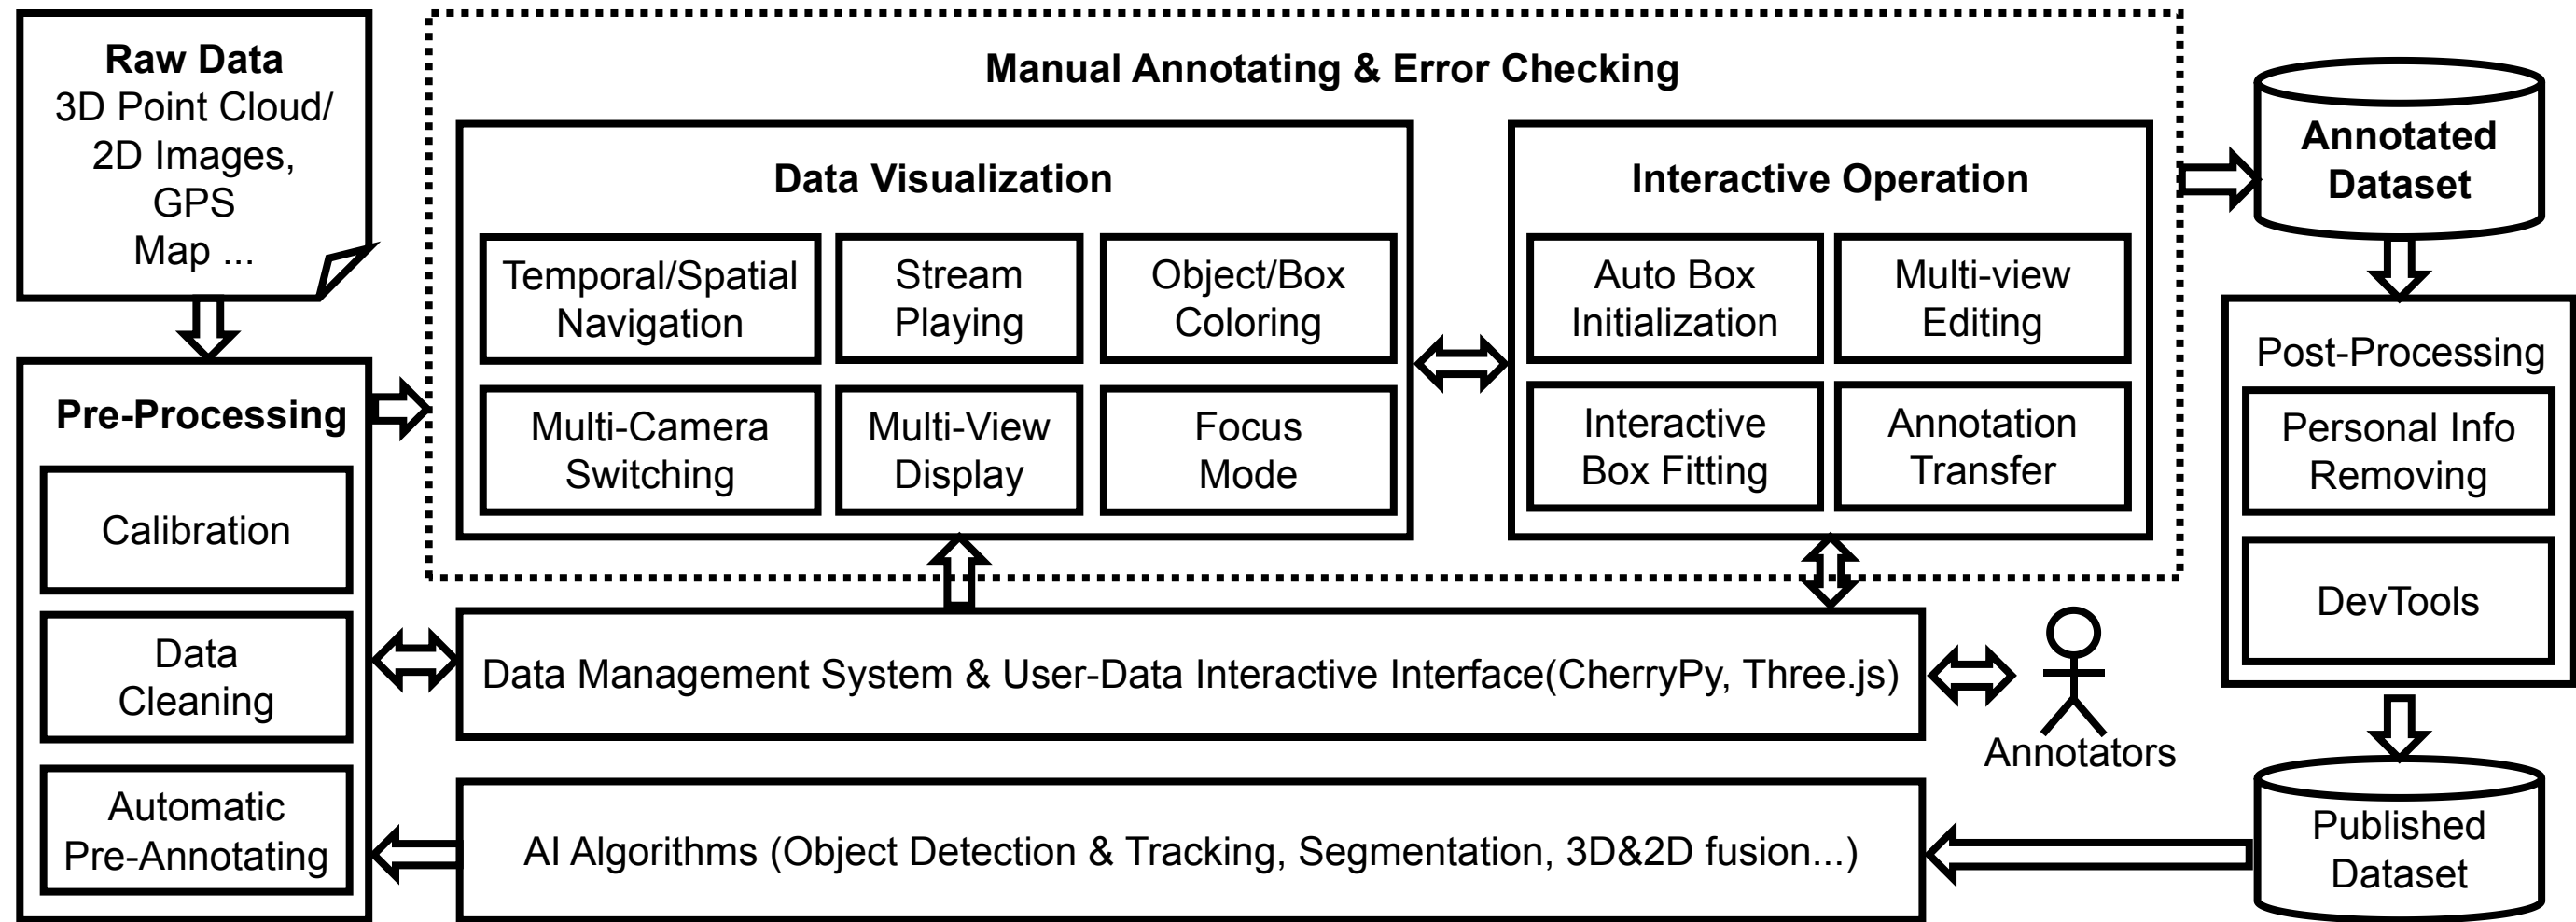 Raw Data
3D Point Cloud/
2D Images,
GPS
Map ...
Pre-Processing
Calibration
Data
Cleaning
Automatic
Pre-Annotating
Manual Annotating & Error Checking
Data Visualization
Temporal/Spatial
Navigation
Stream
Playing
Object/Box
Coloring
Multi-Camera
Switching
Multi-View
Display
Focus
Mode
Interactive Operation
Auto Box
Initialization
Multi-view
Editing
Interactive
Box Fitting
Annotation
Transfer
Data Management System & User-Data Interactive Interface(CherryPy, Three.js)
Annotators
AI Algorithms (Object Detection & Tracking, Segmentation, 3D&2D fusion...)
Annotated
Dataset
Post-Processing
Personal Info
Removing
DevTools
Published
Dataset